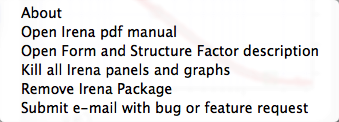 About
Open Irena pdf manual
Open Form and Structure Factor description
Kill all Irena panels and graphs
Remove Irena Package
Submit e-mail with bug or feature request